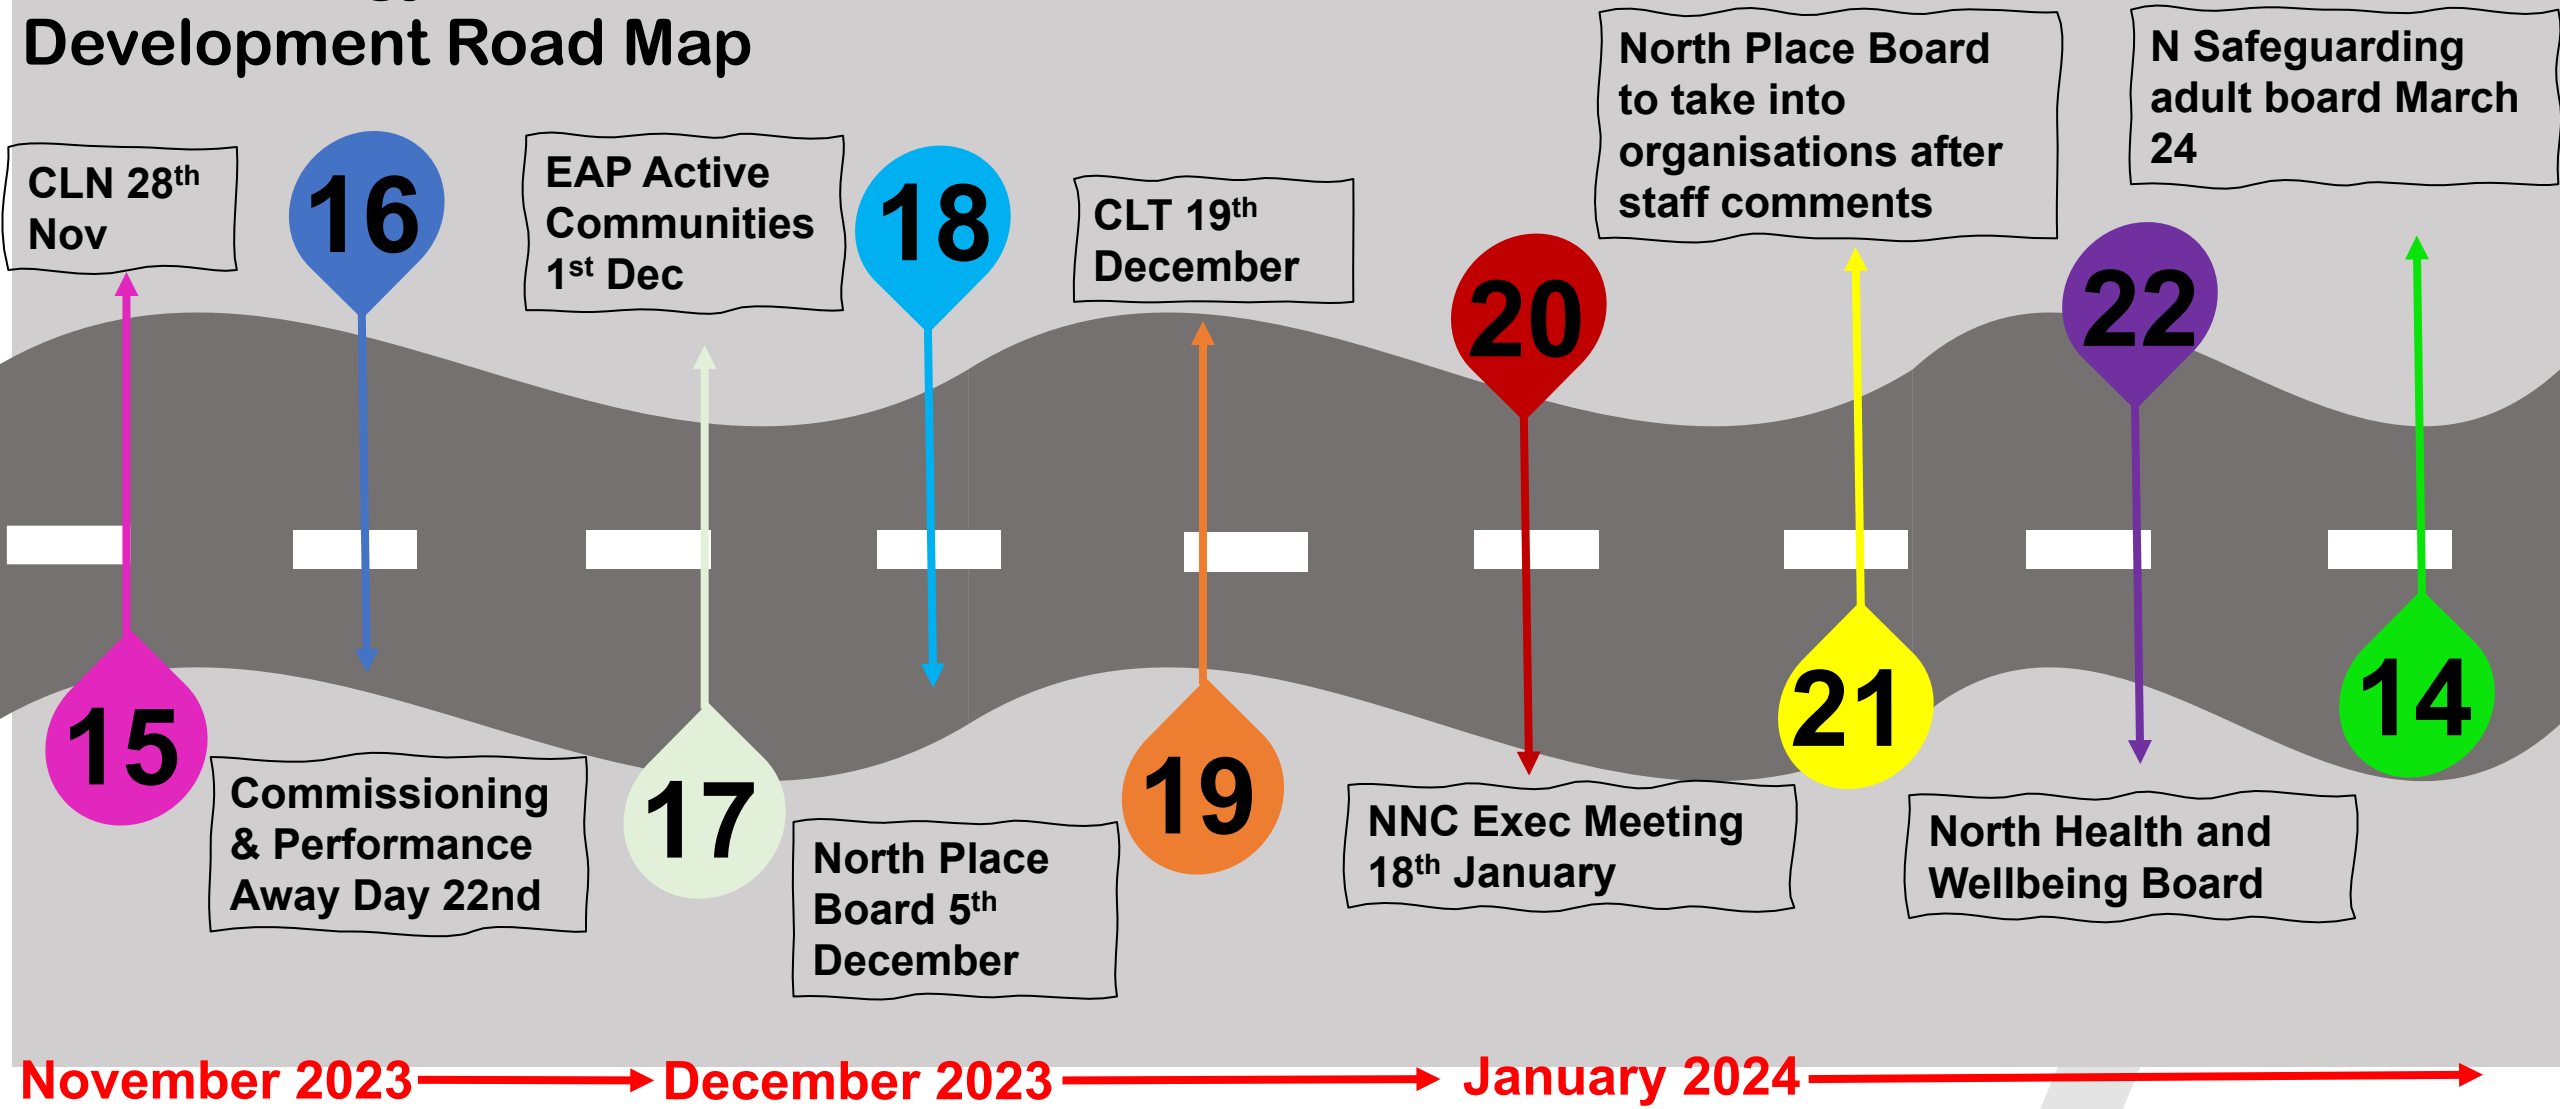 Development Road Map
CLN 28th
Nov
16
EAP Active
Communities
1st Dec
18
CLT 19th
December
20
North Place Board
to take into
organisations after
staff comments
22
N Safeguarding
adult board March
24
15
Commissioning
& Performance
Away Day 22nd
17
North Place
Board 5th
December
19
NNC Exec Meeting
18th January
21
North Health and
Wellbeing Board
14
November 2023
December 2023
January 2024